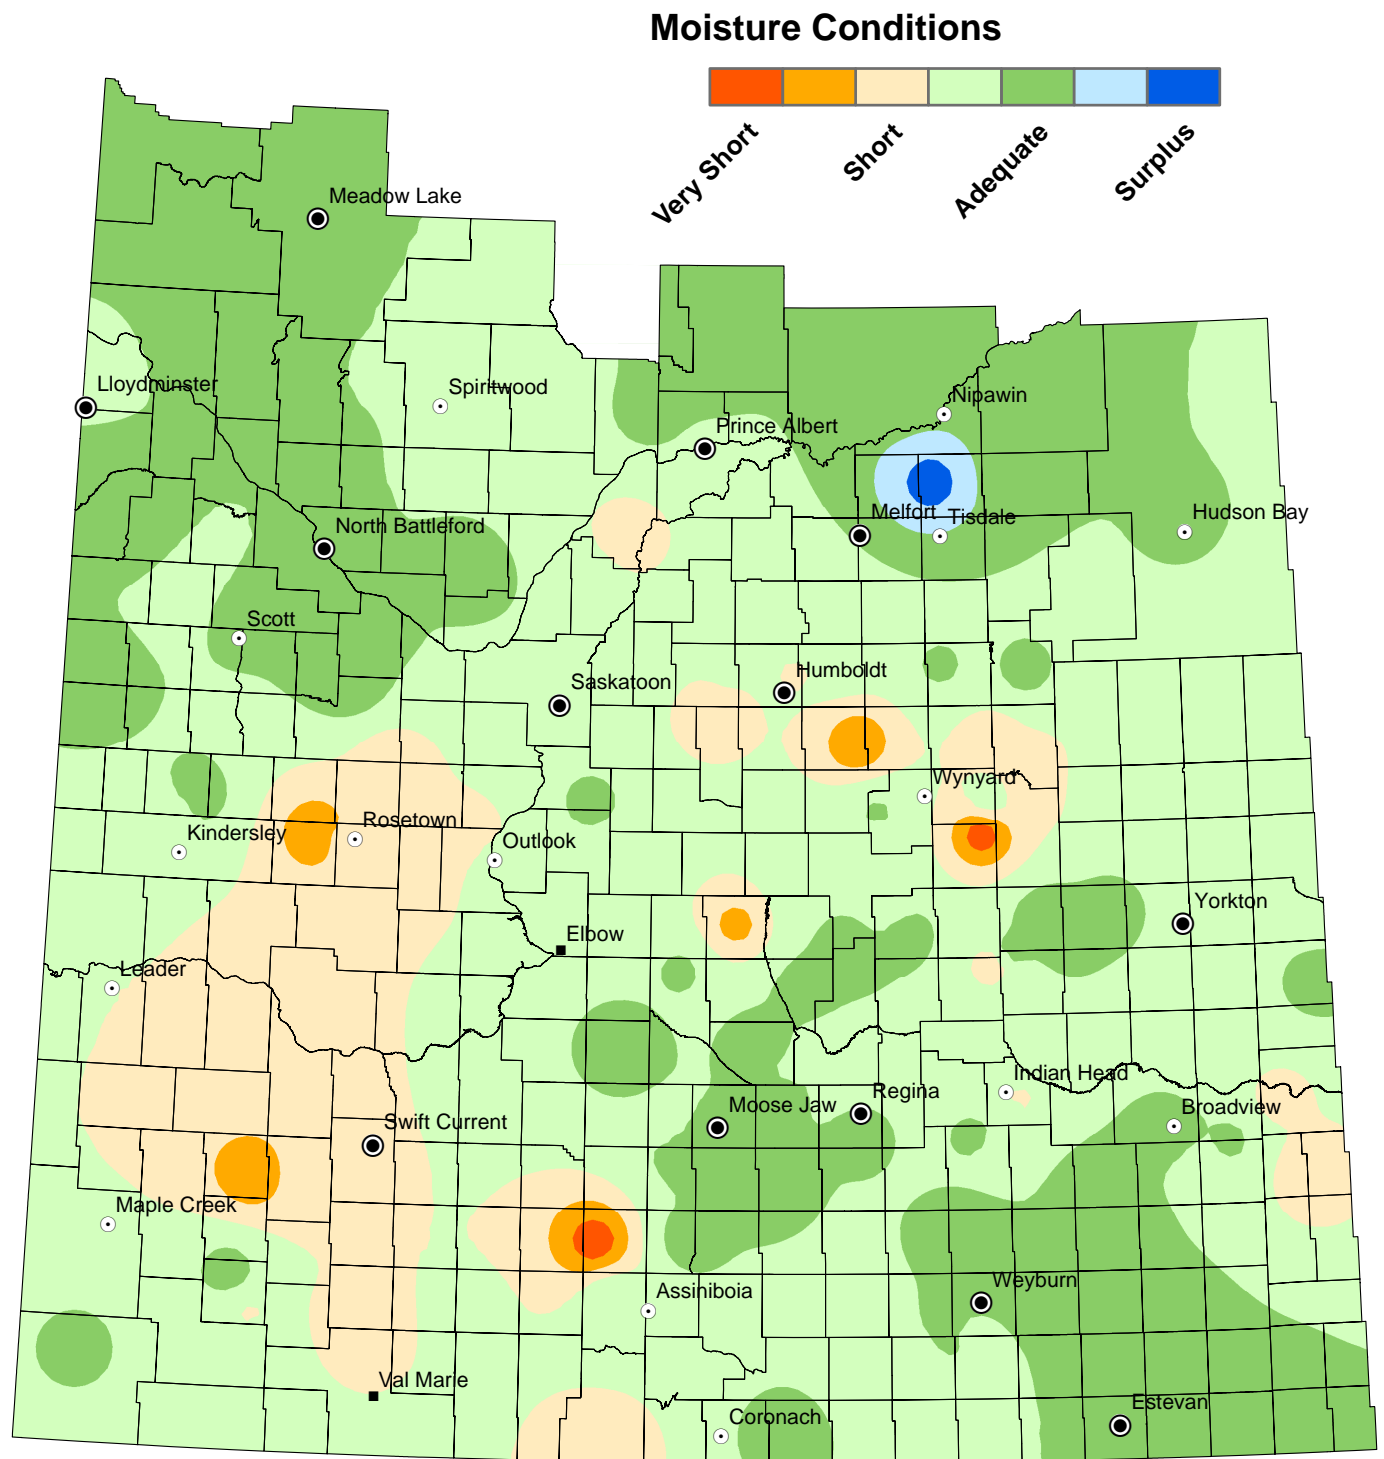 Moisture Conditions
Very Short
Short
Adequate
Surplus
Meadow Lake
Lloydminster
Spiritwood
Nipawin
Prince Albert
Melfort
Tisdale
Hudson Bay
North Battleford
Scott
Humboldt
Saskatoon
Wynyard
Rosetown
Kindersley
Outlook
Yorkton
Elbow
Leader
Indian Head
Regina
Moose Jaw
Broadview
Swift Current
Maple Creek
Weyburn
Assiniboia
Val Marie
Estevan
Coronach